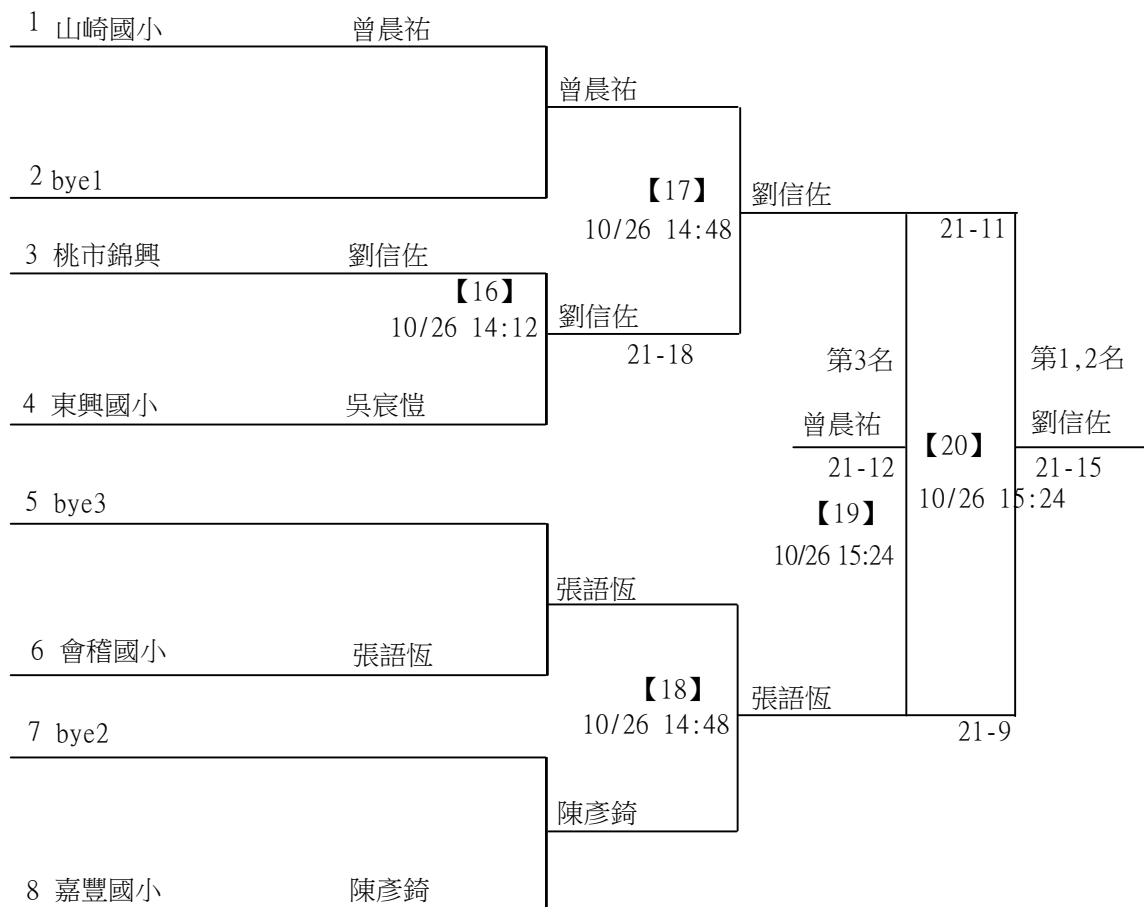 1 山崎國小 曾晨祐
曾晨祐
2 bye1
【17】
10/26 14:48
劉信佐
21-11
3 桃市錦興 劉信佐
【16】
10/26 14:12
劉信佐
21-18
4 東興國小 吳宸愷
第3名
曾晨祐
21-12
【19】
10/26 15:24
第1,2名
劉信佐
21-15
【20】
10/26 15:24
5 bye3
張語恆
6 會稽國小 張語恆
【18】
10/26 14:48
張語恆
21-9
7 bye2
陳彥錡
8 嘉豐國小 陳彥錡